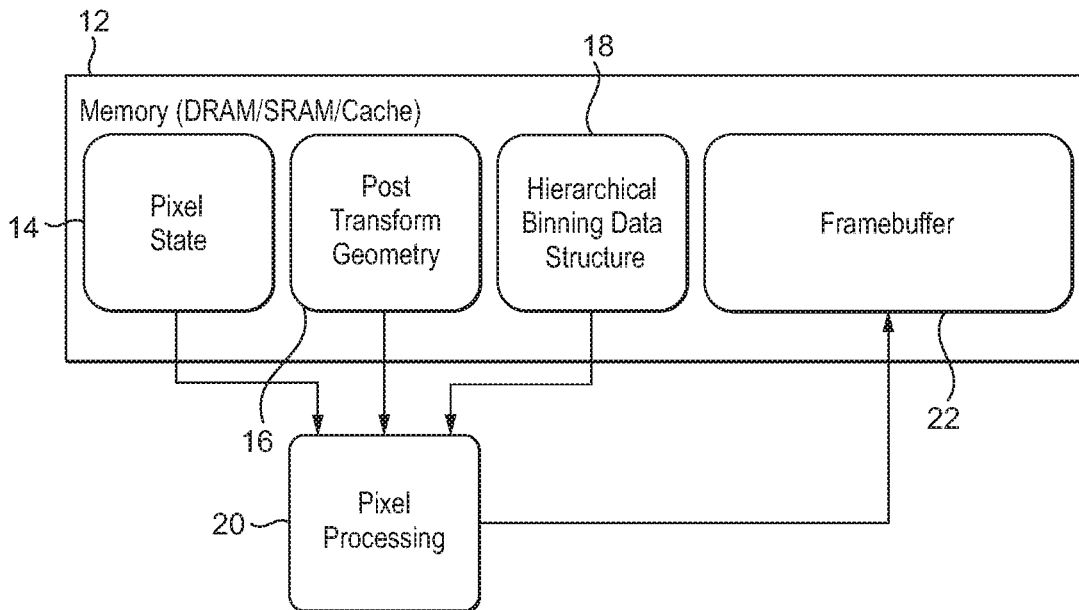 12
18
Memory (DRAM/SRAM/Cache)
14
Pixel
State
Post
Transform
Geometry
Hierarchical
Binning Data
Structure
Framebuffer
16
22
20
Pixel
Processing